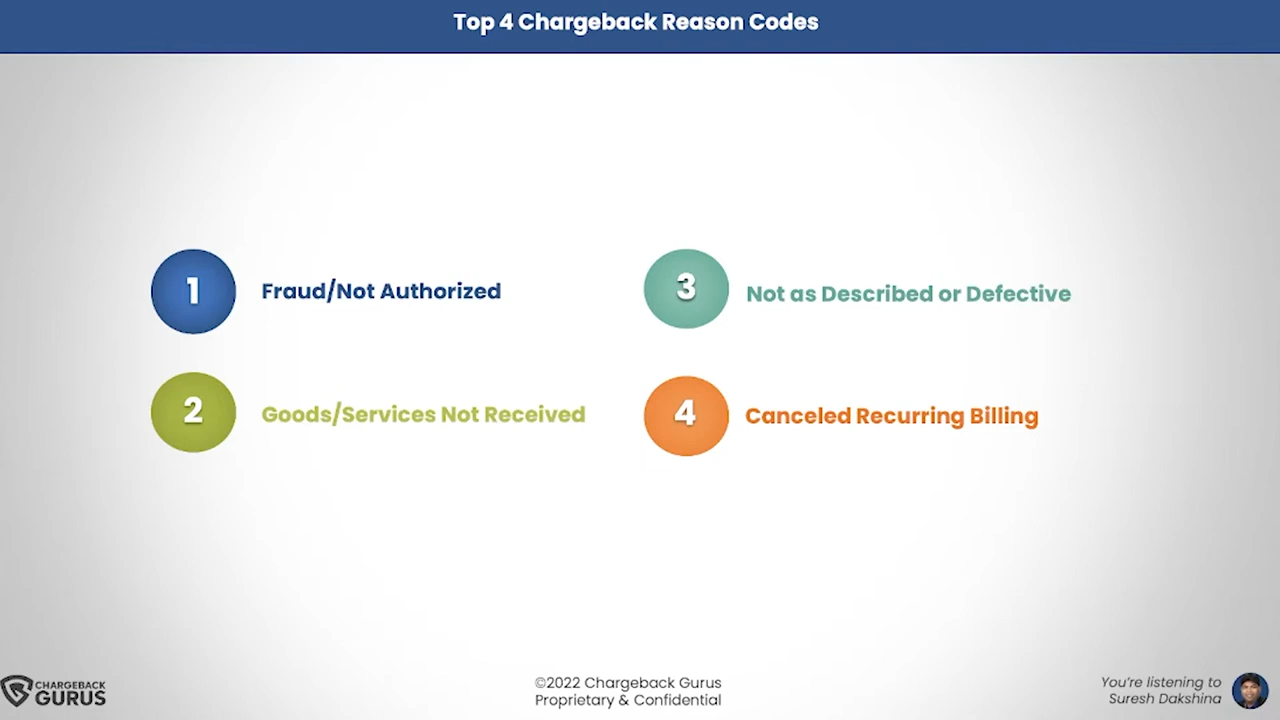 Top 4 Chargeback Reason Codes
1
Fraud/Not Authorized
2
Goods/Services Not Received
3
Not as Described or Defective
4
Canceled Recurring Billing
CHARGEBACK
GURUS
©2022 Chargeback Gurus
Proprietary & Confidential
You're listening to
Suresh Dakshina